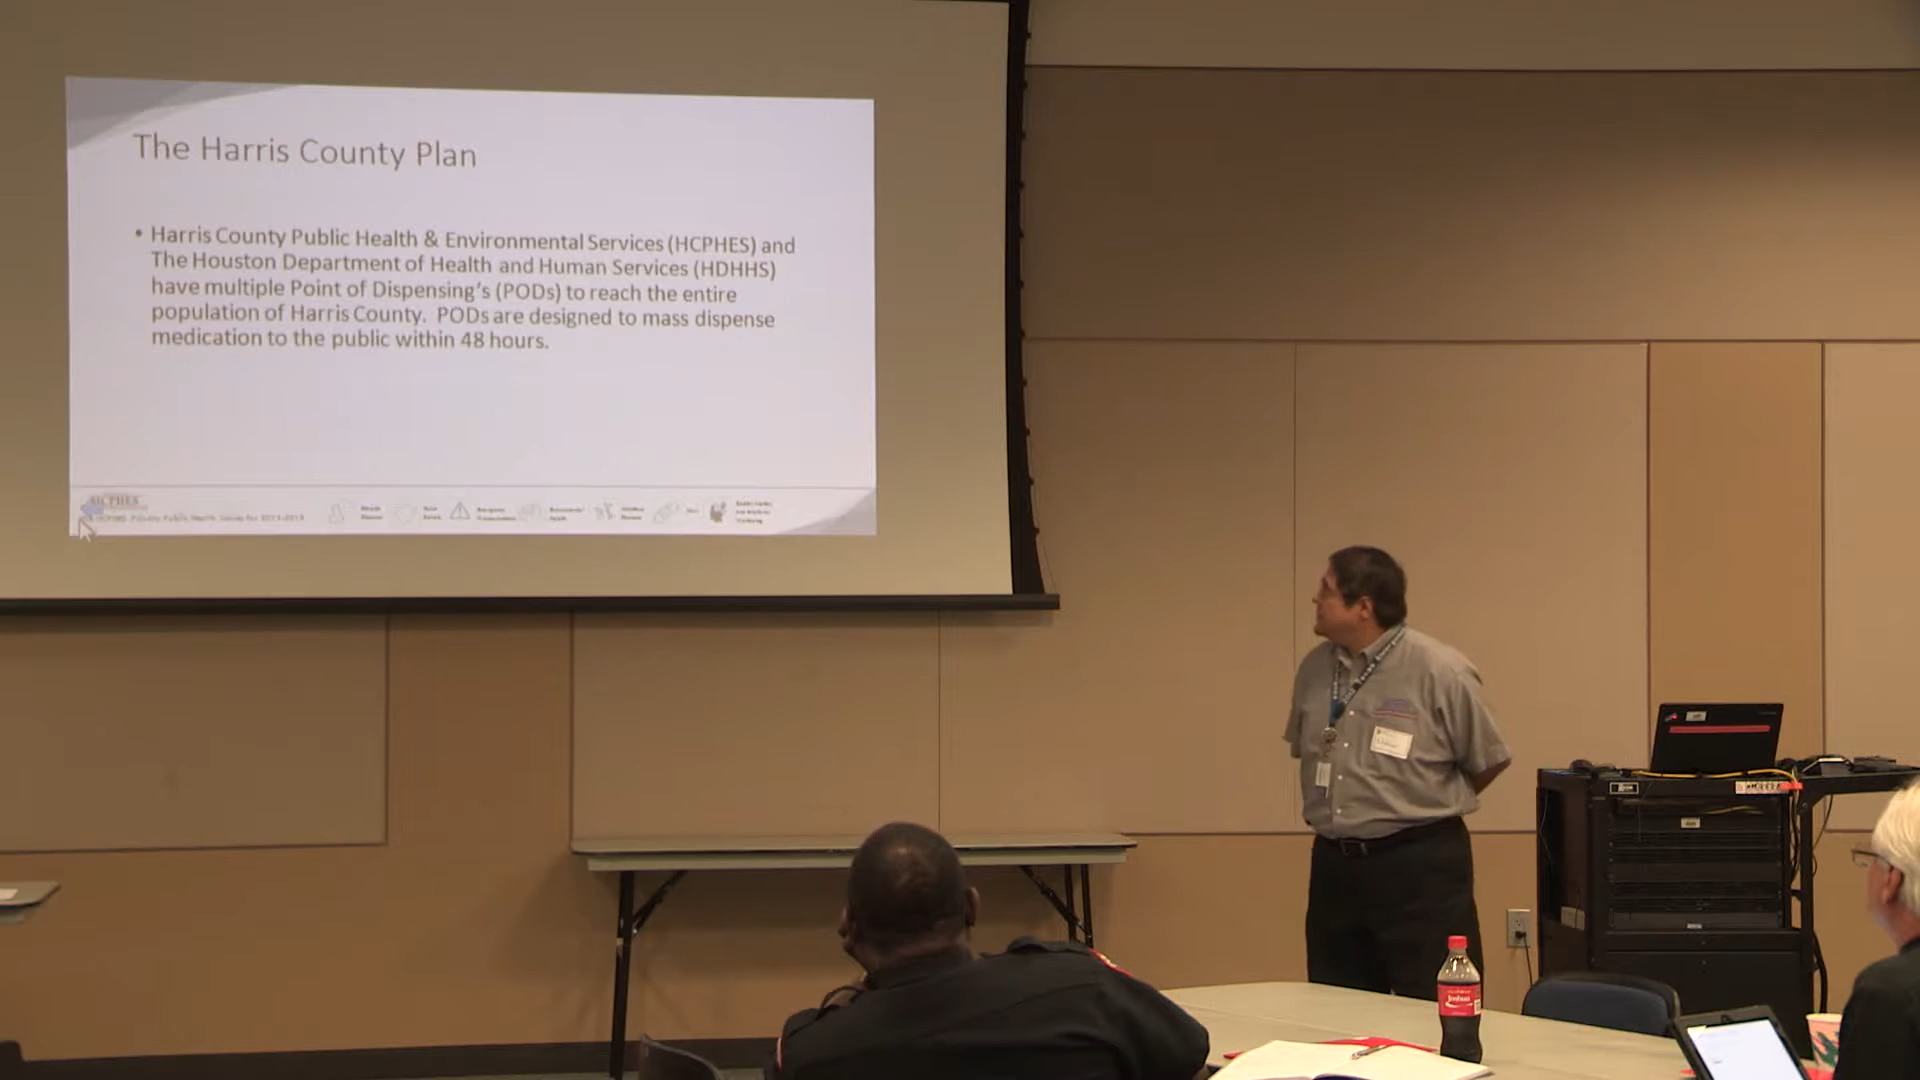 The Harris County Plan
• Harris County Public Health & Environmental Services (HCPHES) and
The Houston Department of Health and Human Services (HDHHS)
have multiple Point of Dispensing's (PODs) to reach the entire
population of Harris County. PODs are designed to mass dispense
medication to the public within 48 hours.
HCPHES
Joshua